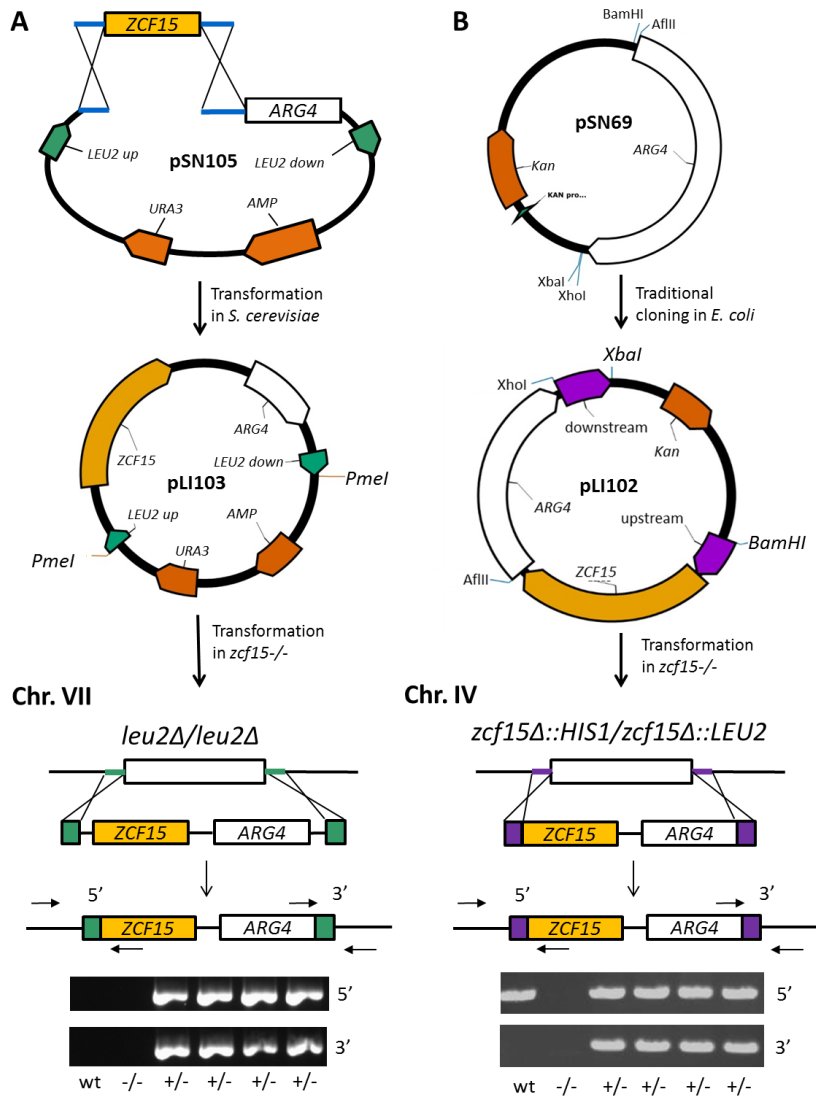 A
ZCF15
ARG4
LEU2 up
pSN105
LEU2 down
URA3
AMP
Transformation
in S. cerevisiae
ZCF15
ARG4
LEU2 down
PmeI
pLI103
LEU2 up
AMP
PmeI
URA3
Transformation
in zcf15-/-
Chr. VII
leu2Δ/leu2Δ
ZCF15
ARG4
5’
3’
ZCF15
ARG4
5’
3’
wt
-/-
+/-
+/-
+/-
+/-
B
BamHI
AflII
pSN69
ARG4
Kan
KAN pro...
XbaI
XhoI
Traditional
cloning in E. coli
XbaI
XhoI
downstream
Kan
ARG4
pLI102
upstream
BamHI
ZCF15
AflII
Transformation
in zcf15-/-
Chr. IV
zcf15Δ::HIS1/zcf15Δ::LEU2
ZCF15
ARG4
5’
3’
ZCF15
ARG4
5’
3’
wt
-/-
+/-
+/-
+/-
+/-